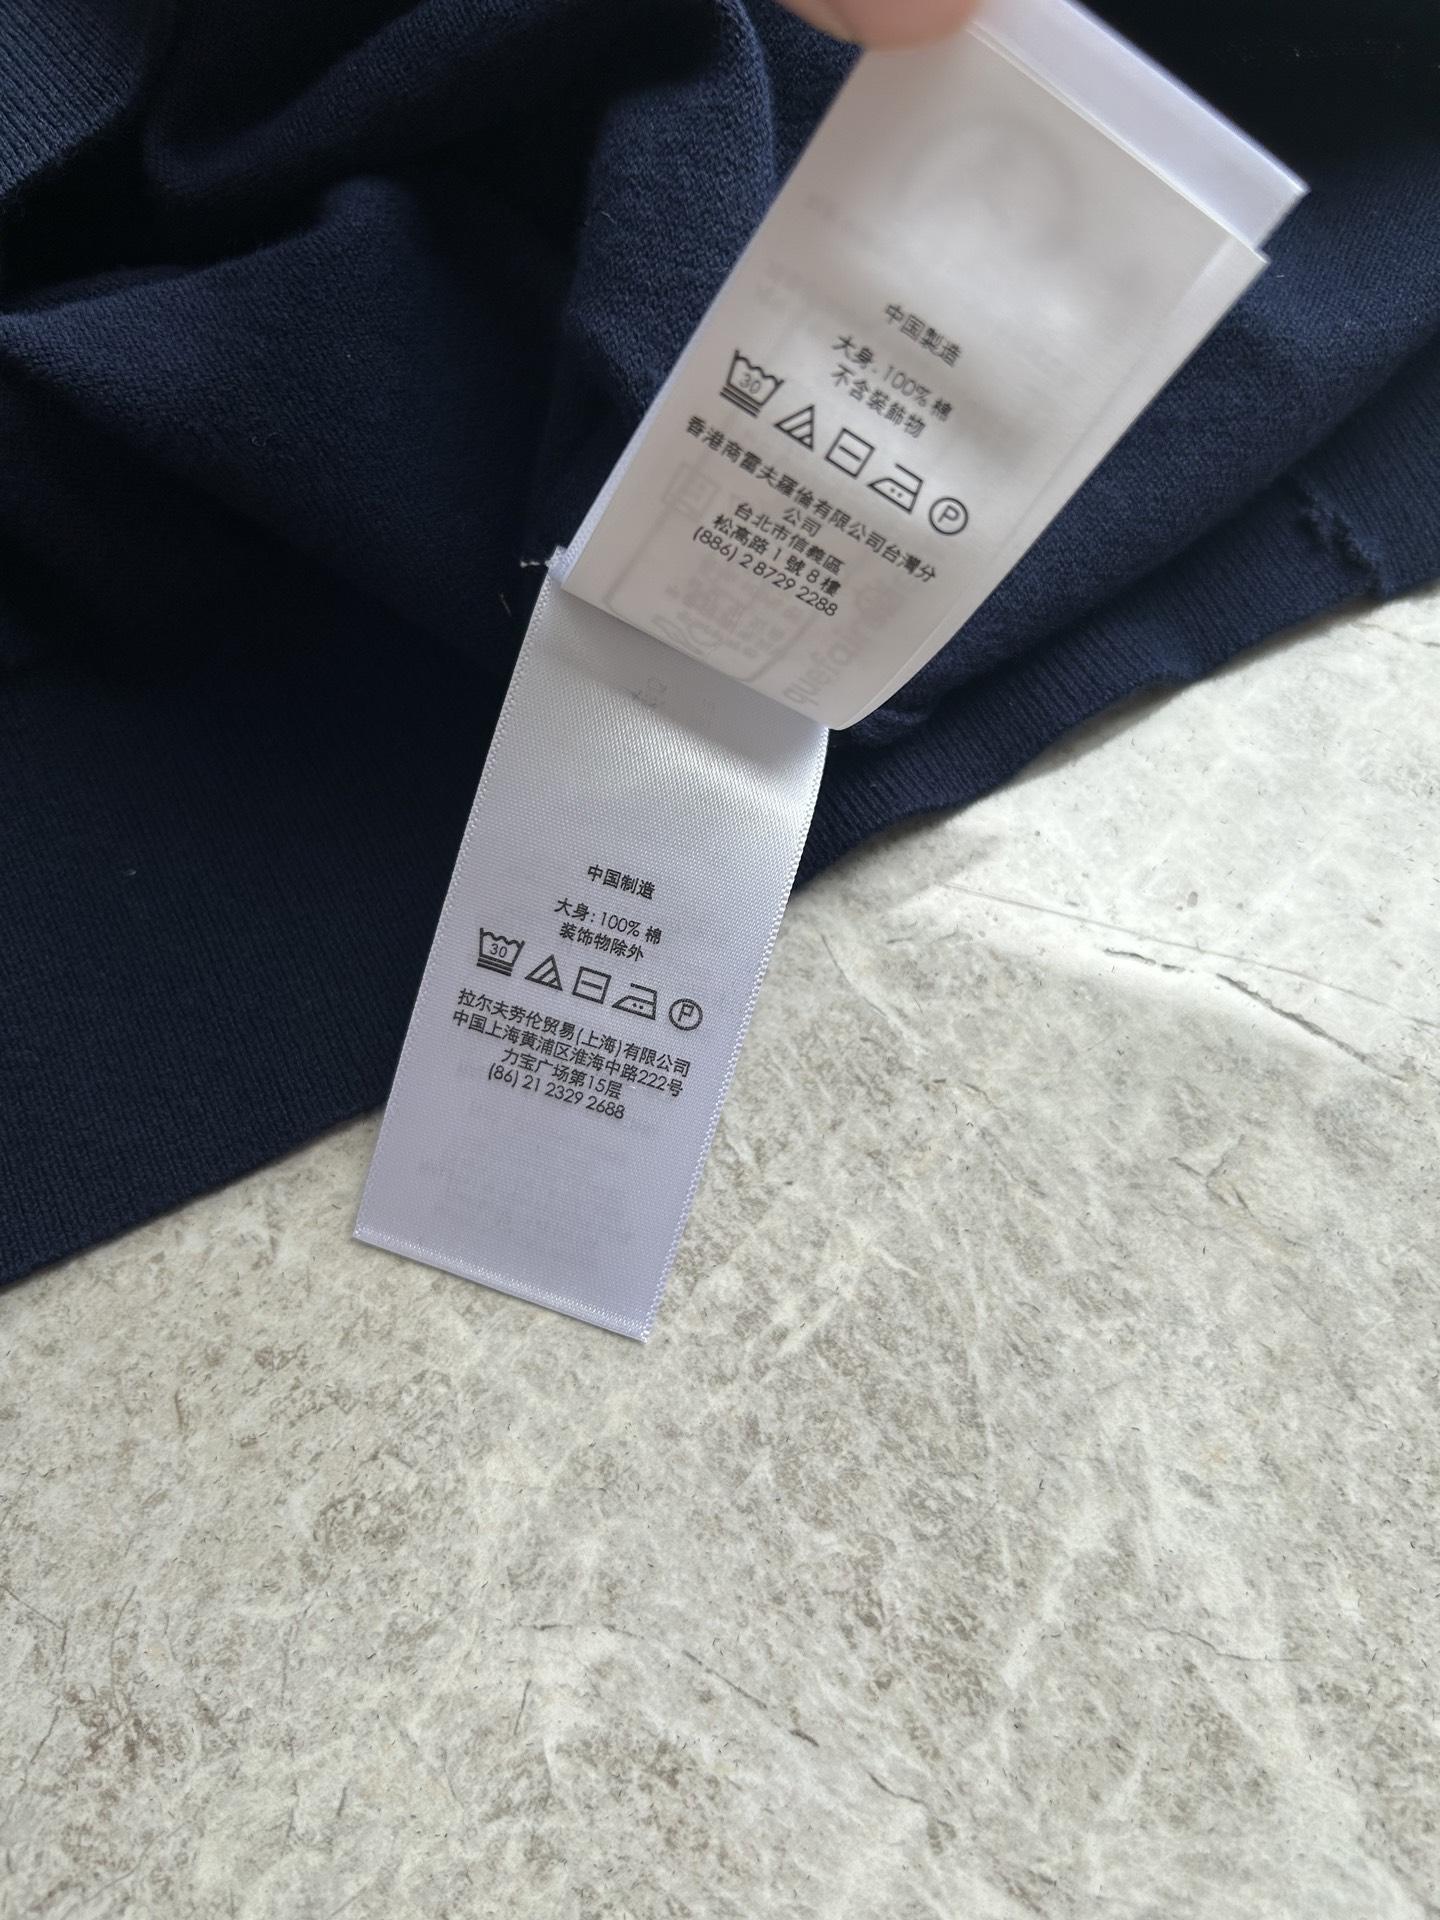 中国製造
大身: 100% 棉
不含裝飾物
30
P
香港商雷夫羅倫有限公司台灣分
公司
台北市信義區
松高路 1 號 8 樓
(886) 2 8729 2288
中国制造
大身: 100% 棉
装饰物除外
30
P
拉尔夫劳伦贸易(上海)有限公司
中国上海黄浦区淮海中路222号
力宝广场第15层
(86) 21 2329 2688